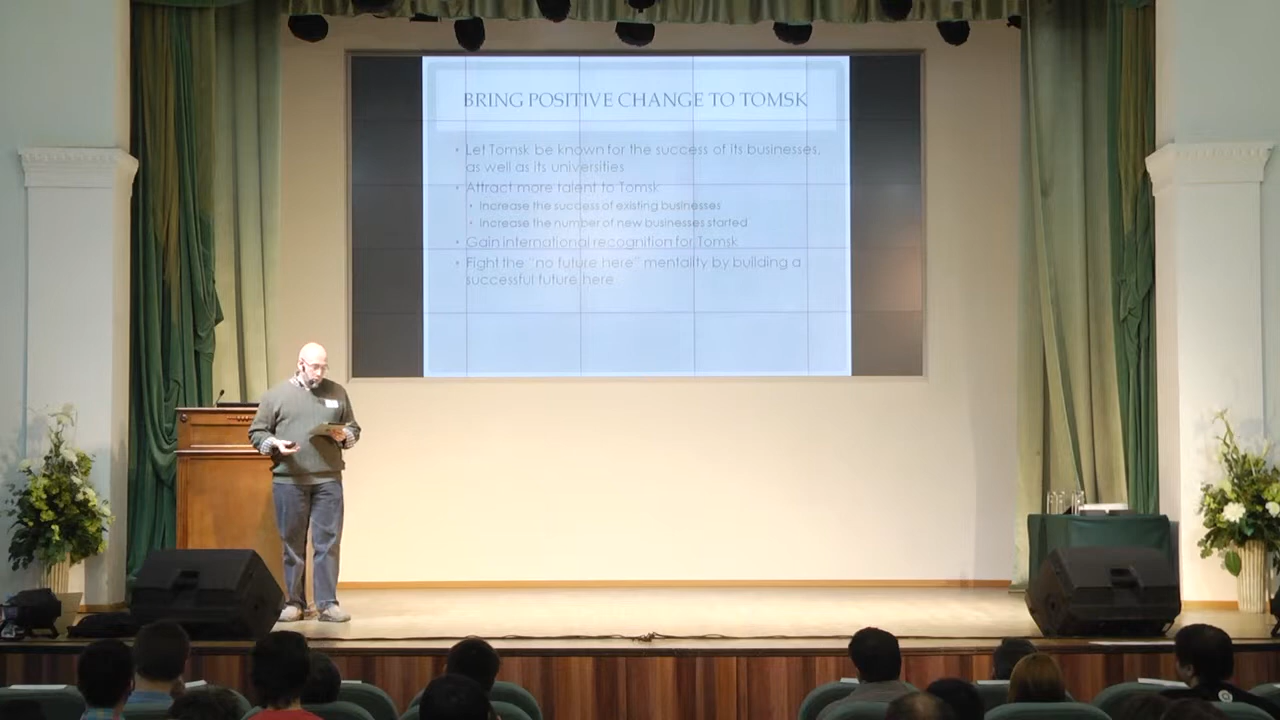 BRING POSITIVE CHANGE TO TOMSK
• Let Tomsk be known for the success of its businesses,
as well as its universities
• Attract more talent to Tomsk
• Increase the success of existing businesses
• Increase the number of new businesses started
• Gain international recognition for Tomsk
• Fight the "no future here" mentality by building a
successful future here